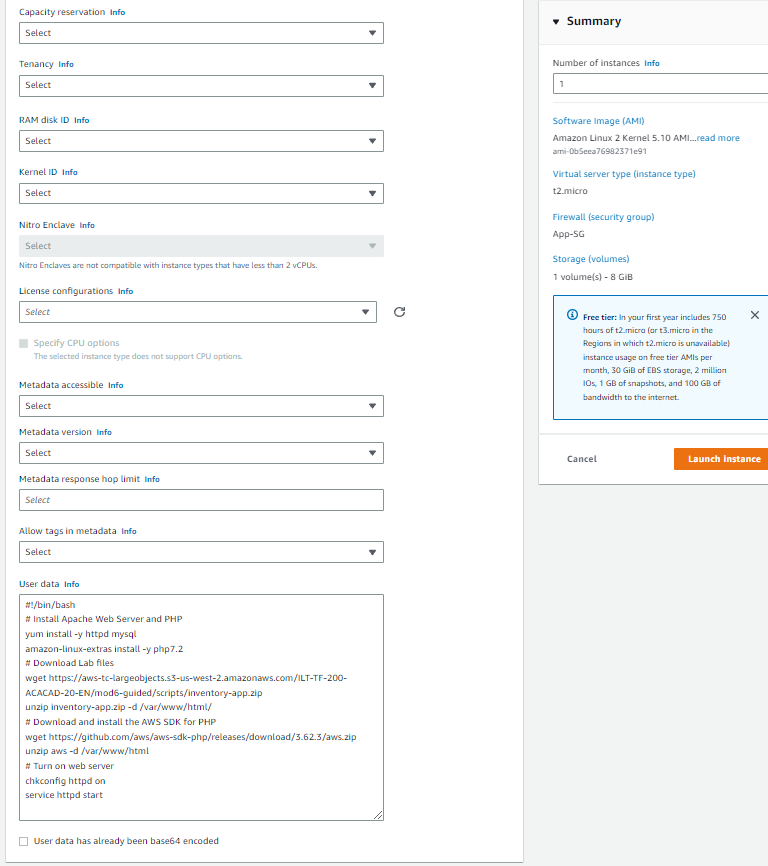 Capacity reservation Info
Select
Tenancy Info
Select
RAM disk ID Info
Select
Kernel ID Info
Select
Nitro Enclave Info
Select
Nitro Enclaves are not compatible with instance types that have less than 2 vCPUs.
License configurations Info
Select
Specify CPU options
The selected instance type does not support CPU options.
Metadata accessible Info
Select
Metadata version Info
Select
Metadata response hop limit Info
Select
Allow tags in metadata Info
Select
User data Info
#!/bin/bash
# Install Apache Web Server and PHP
yum install -y httpd mysql
amazon-linux-extras install -y php7.2
# Download Lab files
wget https://aws-tc-largeobjects.s3-us-west-2.amazonaws.com/ILT-TF-200-
ACACAD-20-EN/mod6-guided/scripts/inventory-app.zip
unzip inventory-app.zip -d /var/www/html/
# Download and install the AWS SDK for PHP
wget https://github.com/aws/aws-sdk-php/releases/download/3.62.3/aws.zip
unzip aws -d /var/www/html
# Turn on web server
chkconfig httpd on
service httpd start
User data has already been base64 encoded
Summary
Number of instances Info
1
Software Image (AMI)
Amazon Linux 2 Kernel 5.10 AMI...read more
ami-0b5eea76982371e91
Virtual server type (instance type)
t2.micro
Firewall (security group)
App-SG
Storage (volumes)
1 volume(s) - 8 GiB
Free tier: In your first year includes 750
hours of t2.micro (or t3.micro in the
Regions in which t2.micro is unavailable)
instance usage on free tier AMIs per
month, 30 GiB of EBS storage, 2 million
IOs, 1 GB of snapshots, and 100 GB of
bandwidth to the internet.
Cancel
Launch instance